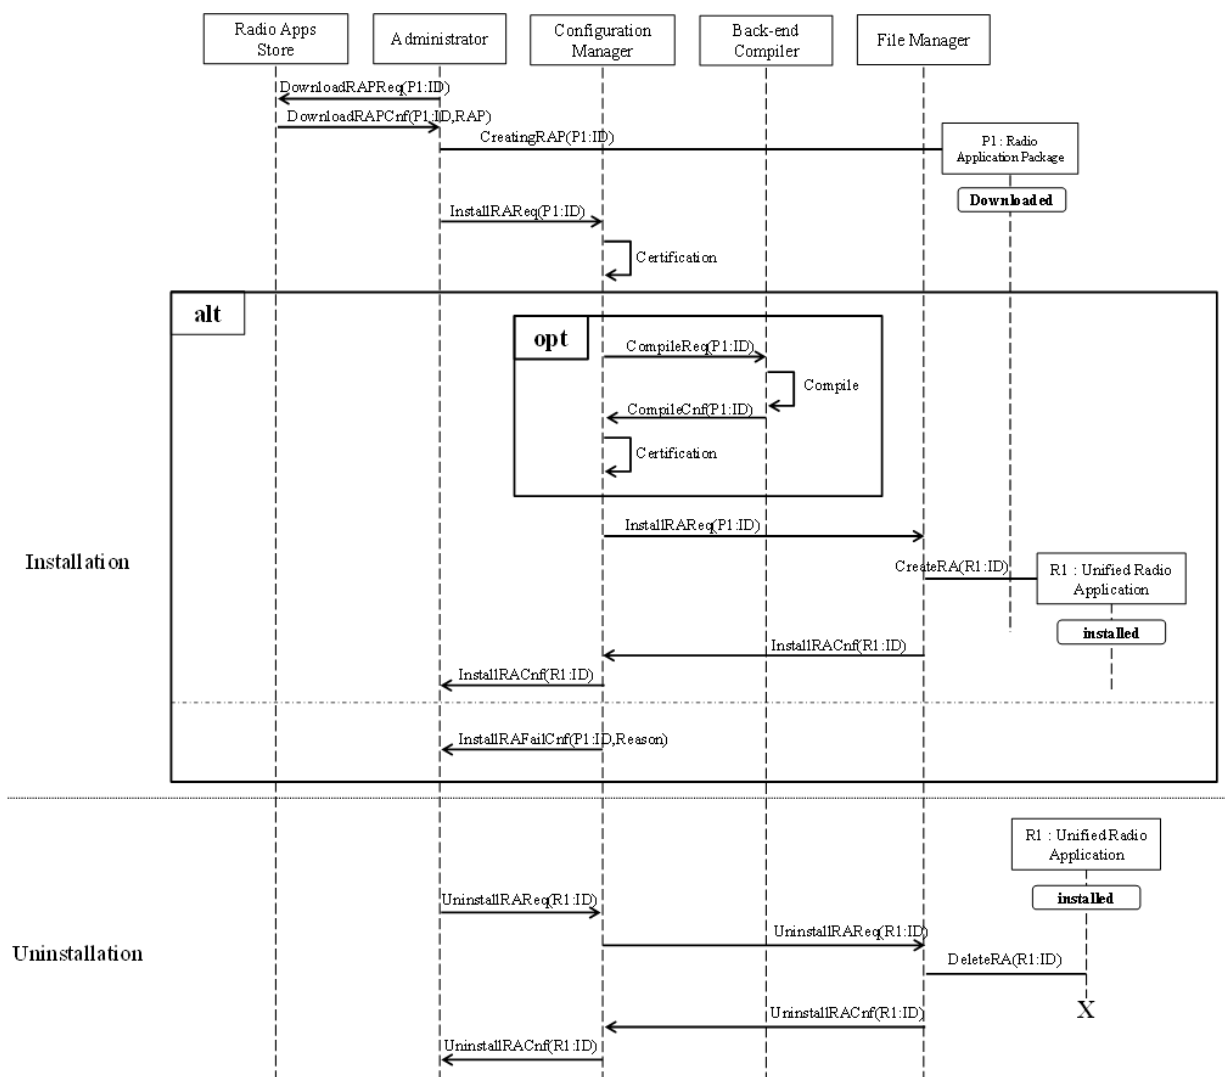 Radio Apps
Store
Administrator
Configuration
Manager
Back-end
Compiler
File Manager
DownloadRAPReq(P1:ID)
DownloadRAPCnf(P1:ID,RAP)
CreatingRAP(P1:ID)
P1 : Radio
Application Package
Downloaded
InstallRAReq(P1:ID)
Certification
alt
opt
CompileReq(P1:ID)
Compile
CompileCnf(P1:ID)
Certification
InstallRAReq(P1:ID)
Installation
CreateRA(R1:ID)
R1 : Unified Radio
Application
installed
InstallRACnf(R1:ID)
InstallRACnf(R1:ID)
InstallRAFailCnf(P1:ID,Reason)
R1 : Unified Radio
Application
installed
UninstallRAReq(R1:ID)
UninstallRAReq(R1:ID)
Uninstallation
DeleteRA(R1:ID)
X
UninstallRACnf(R1:ID)
UninstallRACnf(R1:ID)